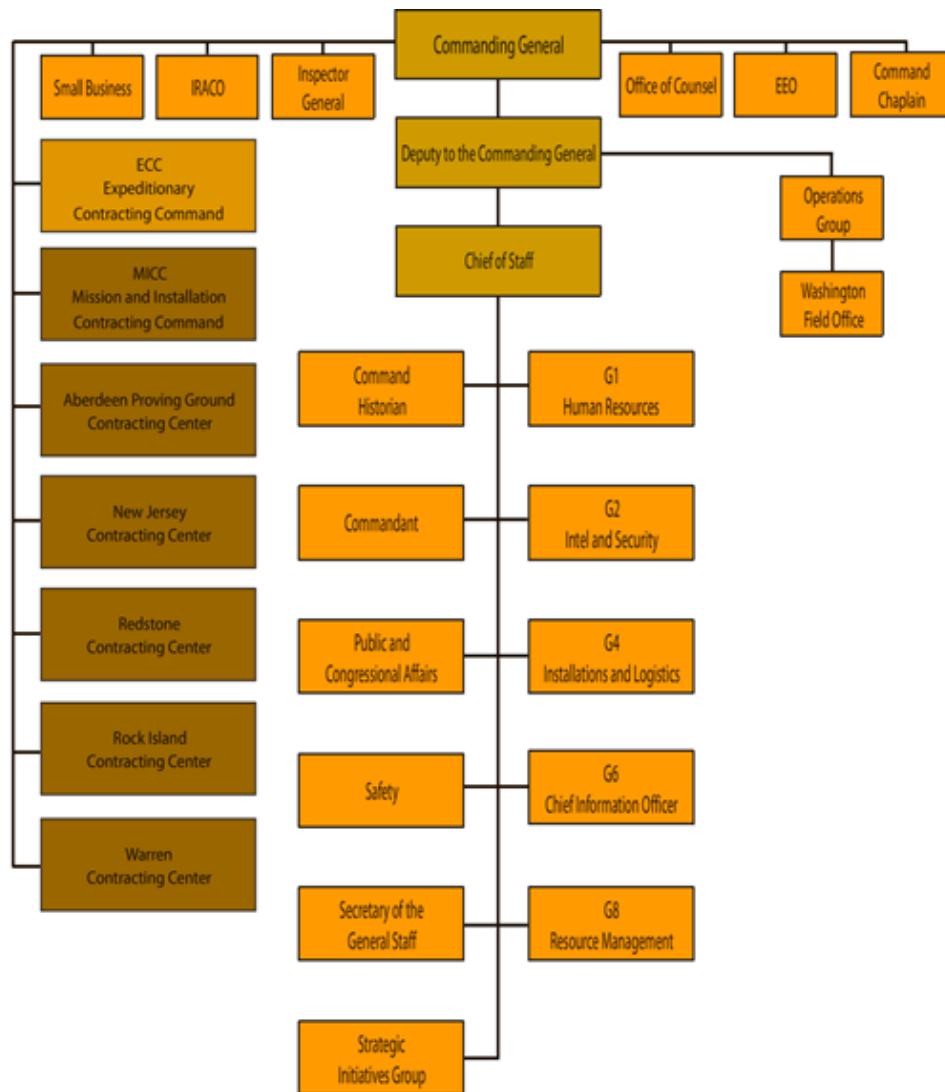 Commanding General
Small Business
IRACO
Inspector
General
Office of Counsel
EEO
Command
Chaplain
Deputy to the Commanding General
Operations
Group
Washington
Field Office
Chief of Staff
ECC
Expeditionary
Contracting Command
MICC
Mission and Installation
Contracting Command
Aberdeen Proving Ground
Contracting Center
New Jersey
Contracting Center
Redstone
Contracting Center
Rock Island
Contracting Center
Warren
Contracting Center
Command
Historian
G1
Human Resources
Commandant
G2
Intel and Security
Public and
Congressional Affairs
G4
Installations and Logistics
Safety
G6
Chief Information Officer
Secretary of the
General Staff
G8
Resource Management
Strategic
Initiatives Group